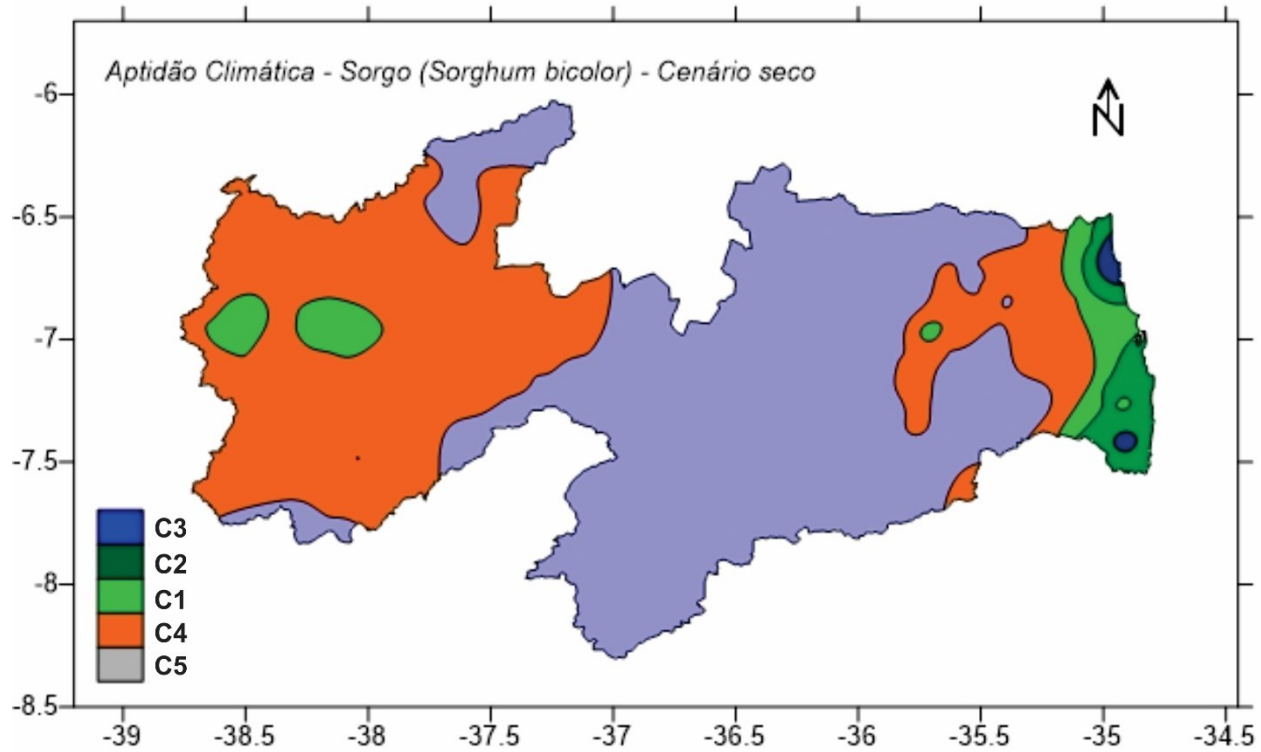 Aptidão Climática - Sorgo (Sorghum bicolor) - Cenário seco
N
-6
-6.5
-7
-7.5
-8
-8.5
C3
C2
C1
C4
C5
-39 -38.5 -38 -37.5 -37 -36.5 -36 -35.5 -35 -34.5